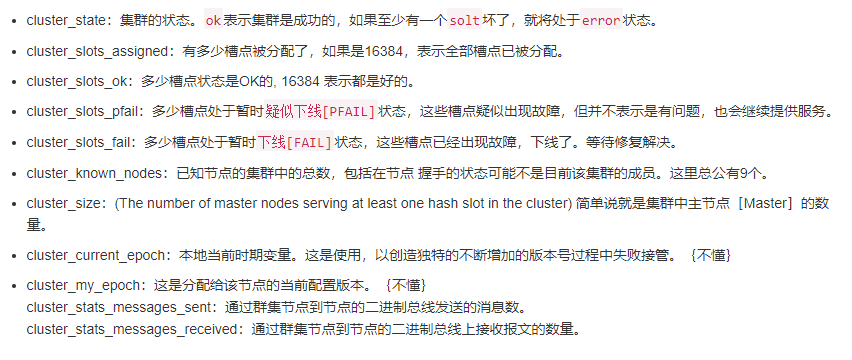 cluster_state：集群的状态。ok表示集群是成功的，如果至少有一个solt坏了，就将处于error状态。
cluster_slots_assigned：有多少槽点被分配了，如果是16384，表示全部槽点已被分配。
cluster_slots_ok：多少槽点状态是OK的, 16384 表示都是好的。
cluster_slots_pfail：多少槽点处于暂时疑似下线[PFAIL]状态，这些槽点疑似出现故障，但并不表示是有问题，也会继续提供服务。
cluster_slots_fail：多少槽点处于暂时下线[FAIL]状态，这些槽点已经出现故障，下线了。等待修复解决。
cluster_known_nodes：已知节点的集群中的总数，包括在节点 握手的状态可能不是目前该集群的成员。这里总公有9个。
cluster_size：(The number of master nodes serving at least one hash slot in the cluster) 简单说就是集群中主节点［Master］的数
量。
cluster_current_epoch：本地当前时期变量。这是使用，以创造独特的不断增加的版本号过程中失败接管。｛不懂｝
cluster_my_epoch：这是分配给该节点的当前配置版本。｛不懂｝
cluster_stats_messages_sent：通过群集节点到节点的二进制总线发送的消息数。
cluster_stats_messages_received：通过群集节点到节点的二进制总线上接收报文的数量。